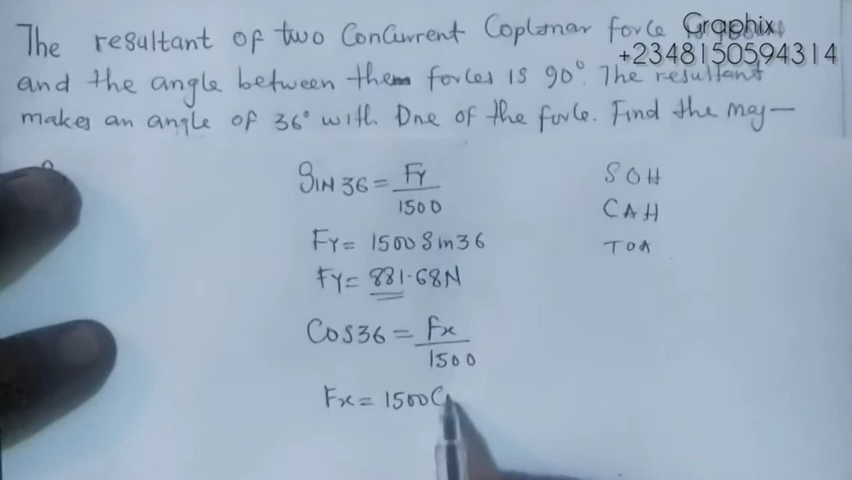 The resultant of two Concurrent Coplanar force
Graphix
+2348150594314
and the angle between them forces is 90°. The resultant
makes an angle of 36° with One of the force. Find the mag—
SIN 36 = Fy/1500
Fy = 1500 Sin36
Fy = 881.68N
Cos36 = Fx/1500
Fx = 1500C
SOH
CAH
TOA